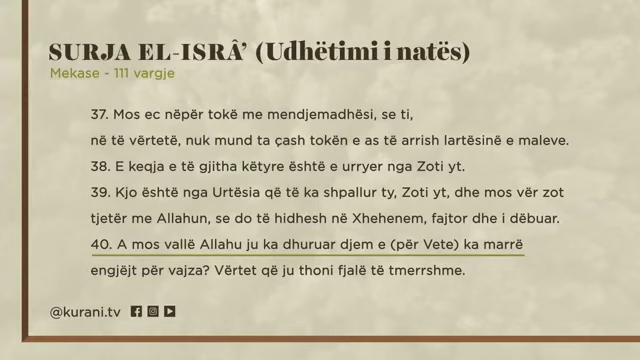 SURJA EL-ISRÂ’ (Udhëtimi i natës)
Mekase - 111 vargje
37. Mos ec nëpër tokë me mendjemadhësi, se ti,
në të vërtetë, nuk mund ta çash tokën e as të arrish lartësinë e maleve.
38. E keqja e të gjitha këtyre është e urryer nga Zoti yt.
39. Kjo është nga Urtësia që të ka shpallur ty, Zoti yt, dhe mos vër zot
tjetër me Allahun, se do të hidhesh në Xhehenem, fajtor dhe i dëbuar.
40. A mos vallë Allahu ju ka dhuruar djem e (për Vete) ka marrë
engjëjt për vajza? Vërtet që ju thoni fjalë të tmerrshme.
@kurani.tv